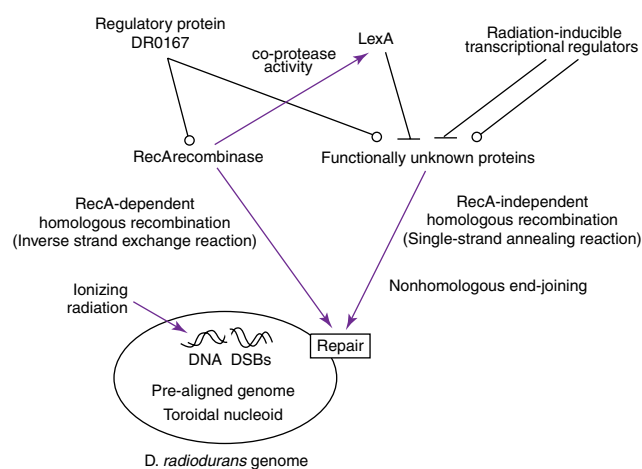 Regulatory protein
DR0167
co-protease
activity
LexA
Radiation-inducible
transcriptional regulators
RecArecombinase
Functionally unknown proteins
RecA-dependent
homologous recombination
(Inverse strand exchange reaction)
RecA-independent
homologous recombination
(Single-strand annealing reaction)
Nonhomologous end-joining
Ionizing
radiation
Repair
DNA DSBs
Pre-aligned genome
Toroidal nucleoid
D. radiodurans genome